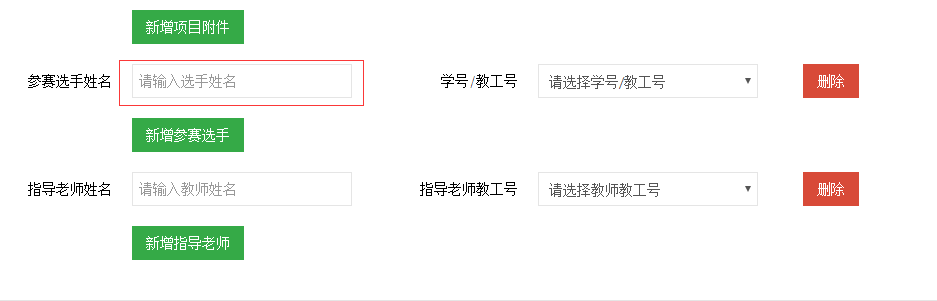 新增项目附件
参赛选手姓名 请输入选手姓名 学号/教工号 请选择学号/教工号 删除
新增参赛选手
指导老师姓名 请输入教师姓名 指导老师教工号 请选择教师教工号 删除
新增指导老师